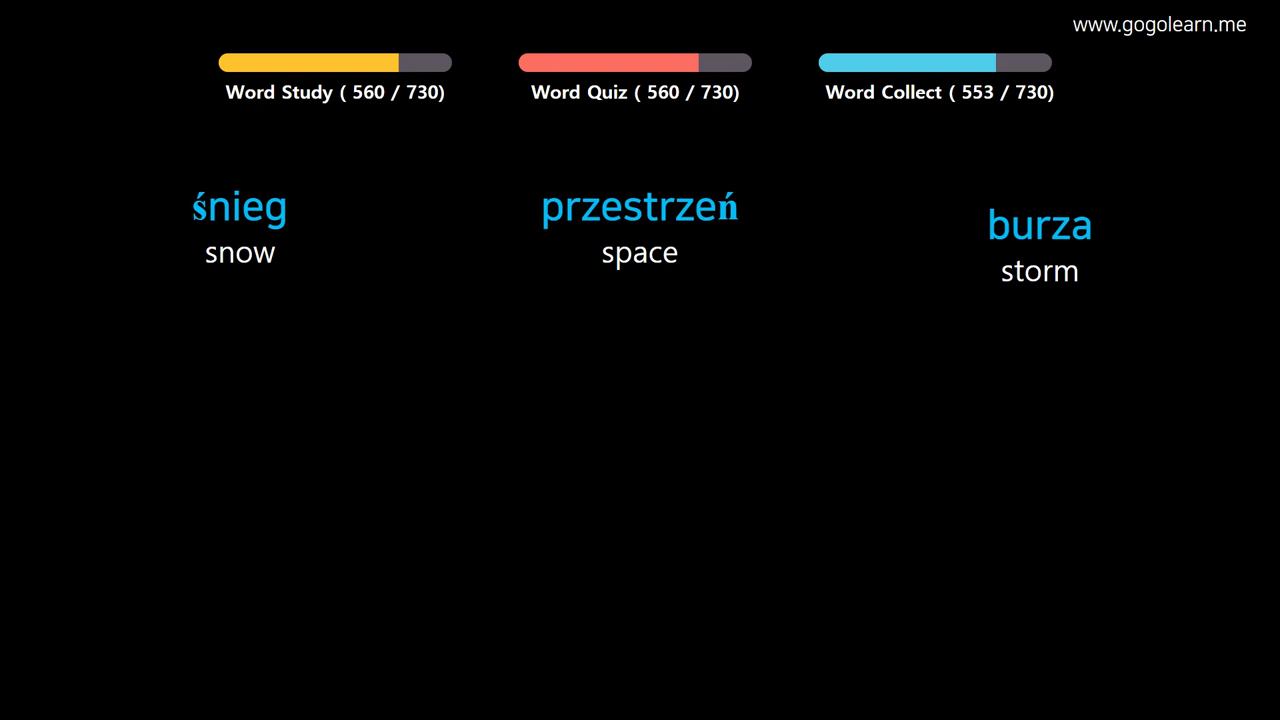 www.gogolearn.me
Word Study ( 560 / 730)
Word Quiz ( 560 / 730)
Word Collect ( 553 / 730)
śnieg
snow
przestrzeń
space
burza
storm